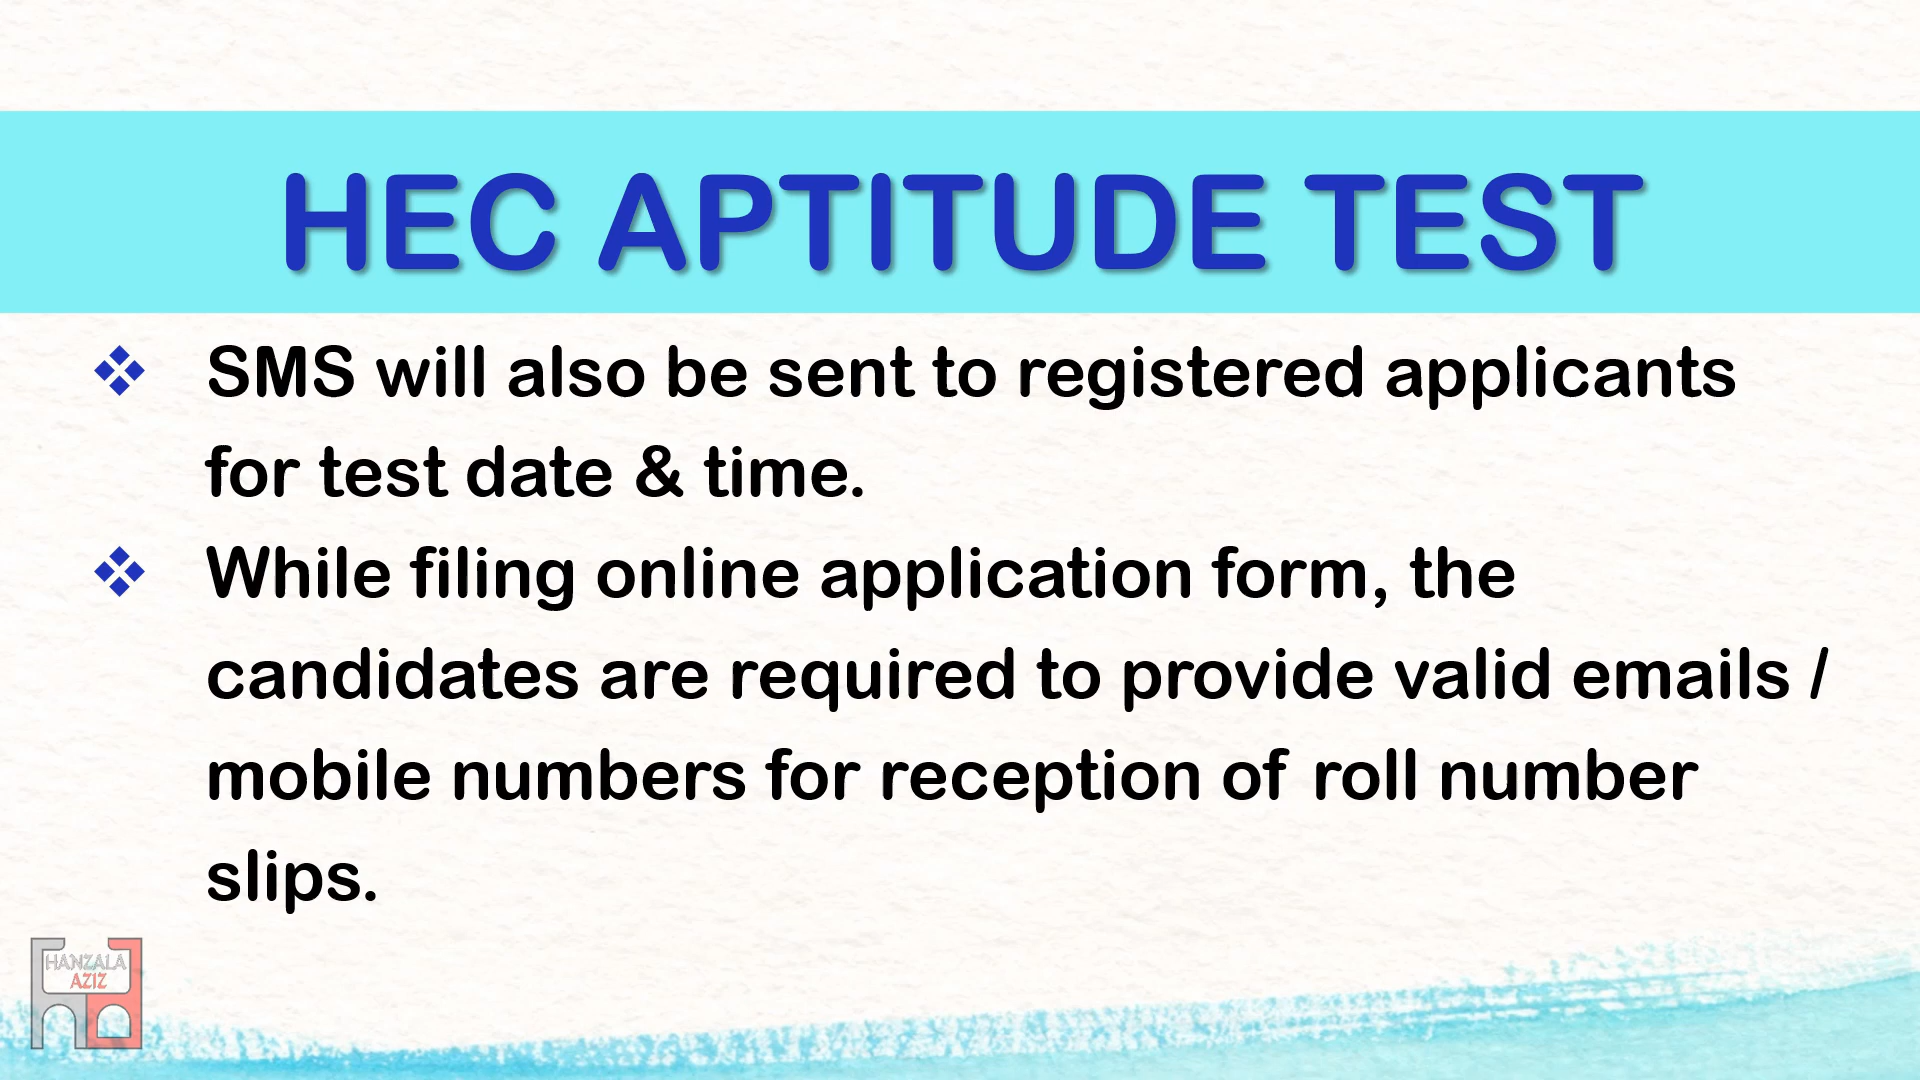 HEC APTITUDE TEST
❖ SMS will also be sent to registered applicants
for test date & time.
❖ While filing online application form, the
candidates are required to provide valid emails /
mobile numbers for reception of roll number
slips.
HANZALA
AZIZ